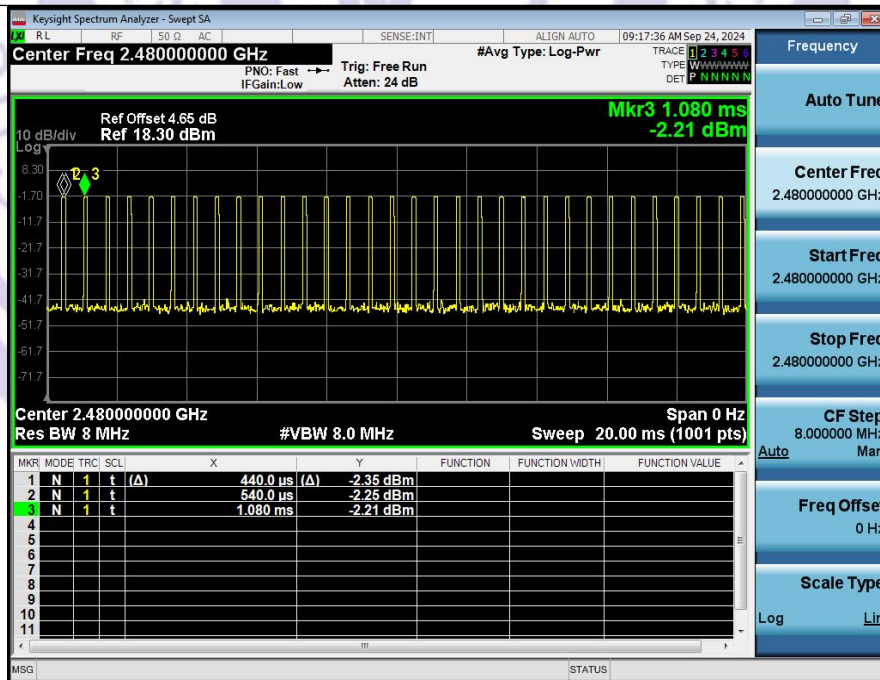 Keysight Spectrum Analyzer - Swept SA
LXI RL RF 50 Ω AC SENSE:INT ALIGN AUTO 09:17:36 AM Sep 24, 2024
Center Freq 2.480000000 GHz
PNO: Fast
IFGain:Low
Trig: Free Run
Atten: 24 dB
#Avg Type: Log-Pwr
TRACE 1 2 3 4 5 6
TYPE WWWWWW
DET P N N N N N
Ref Offset 4.65 dB
10 dB/div Ref 18.30 dBm
Log
Mkr3 1.080 ms
-2.21 dBm
8.30
-1.70
-11.7
-21.7
-31.7
-41.7
-51.7
-61.7
-71.7
2 3
Center 2.480000000 GHz Span 0 Hz
Res BW 8 MHz #VBW 8.0 MHz Sweep 20.00 ms (1001 pts)
MKR MODE TRC SCL X Y FUNCTION FUNCTION WIDTH FUNCTION VALUE
1 N 1 t (Δ) 440.0 µs (Δ) -2.35 dBm
2 N 1 t 540.0 µs -2.25 dBm
3 N 1 t 1.080 ms -2.21 dBm
4
5
6
7
8
9
10
11
MSG STATUS
Frequency
Auto Tune
Center Freq
2.480000000 GHz
Start Freq
2.480000000 GHz
Stop Freq
2.480000000 GHz
CF Step
8.000000 MHz
Auto Man
Freq Offset
0 Hz
Scale Type
Log Lin